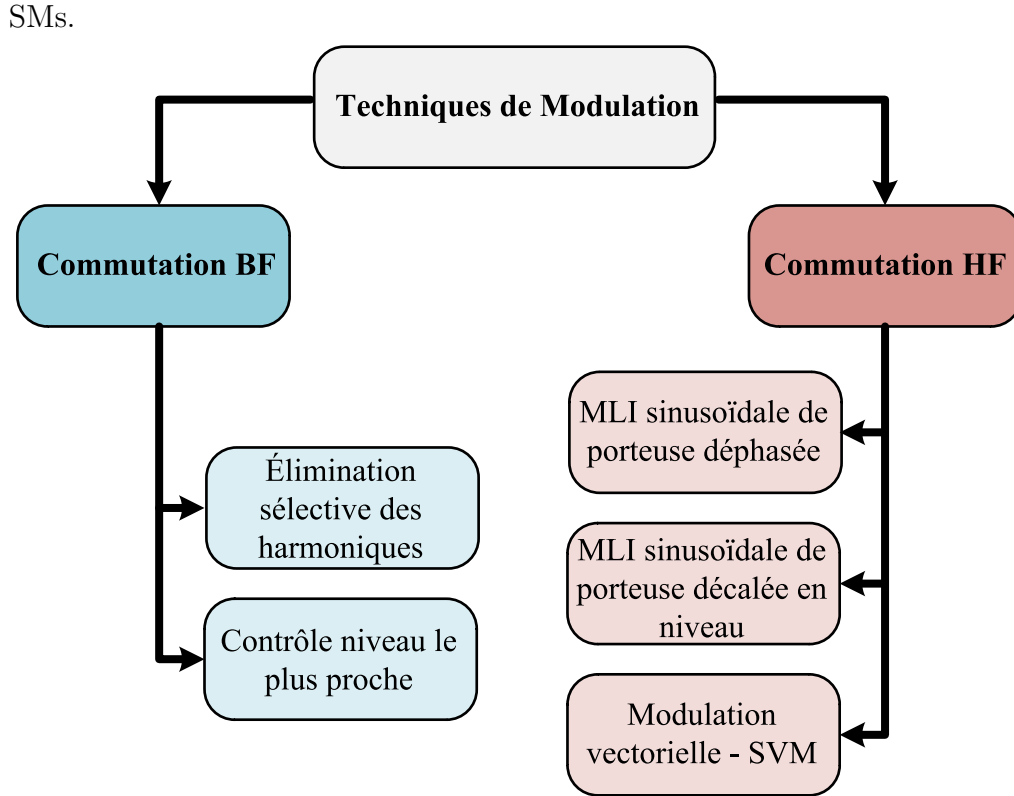 SMs.
Techniques de Modulation
Commutation BF
Commutation HF
Élimination
sélective des
harmoniques
Contrôle niveau le
plus proche
MLI sinusoïdale de
porteuse déphasée
MLI sinusoïdale de
porteuse décalée en
niveau
Modulation
vectorielle - SVM